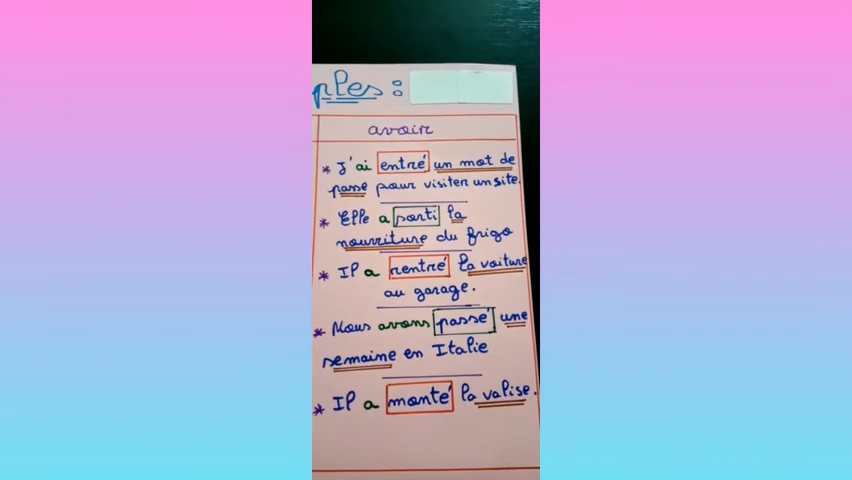 ples :
avoir
* J'ai entré un mot de
passe pour visiter un site.
* Elle a sorti la
nourriture du frigo
* Il a rentré la voiture
au garage.
* Nous avons passé une
semaine en Italie
* Il a monté la valise.